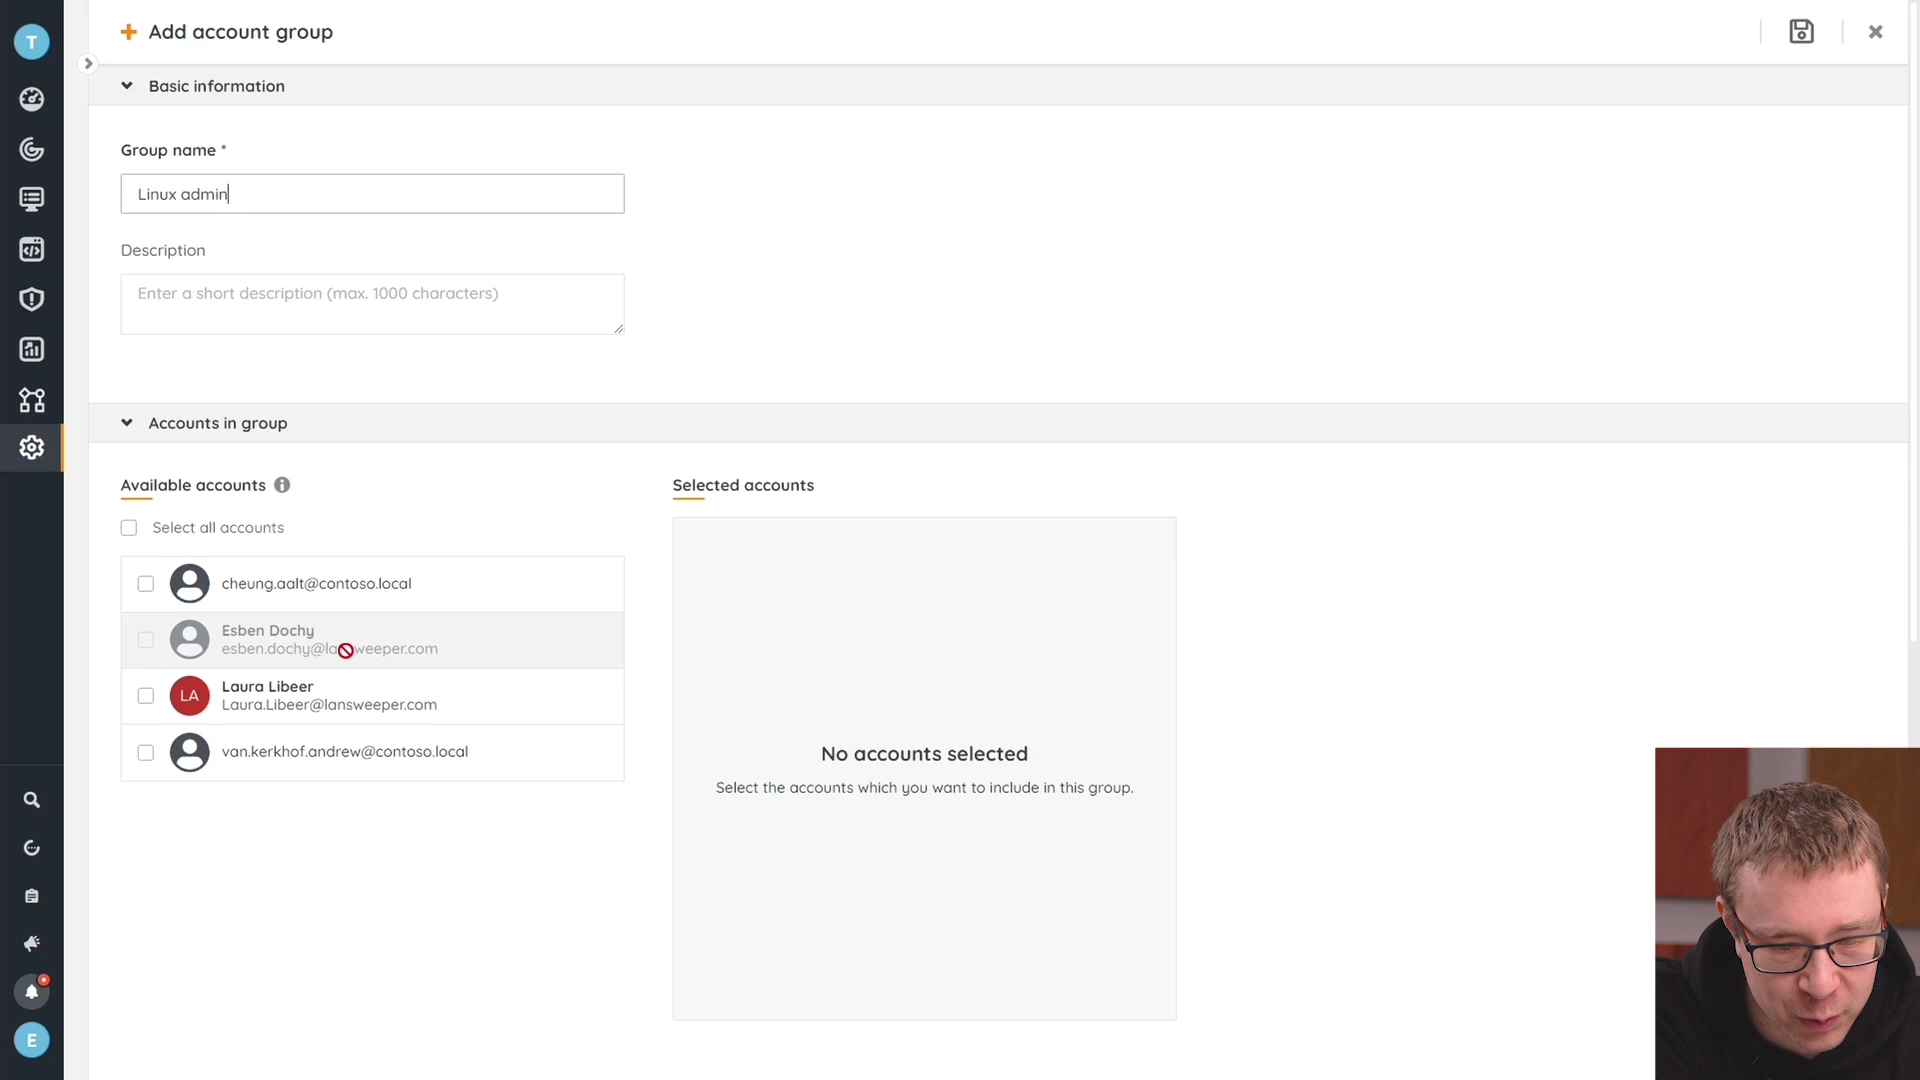 T
Add account group
Basic information
Group name *
Linux admin
Description
Enter a short description (max. 1000 characters)
Accounts in group
Available accounts
Selected accounts
Select all accounts
cheung.aalt@contoso.local
Esben Dochy
esben.dochy@lansweeper.com
LA
Laura Libeer
Laura.Libeer@lansweeper.com
van.kerkhof.andrew@contoso.local
No accounts selected
Select the accounts which you want to include in this group.
E